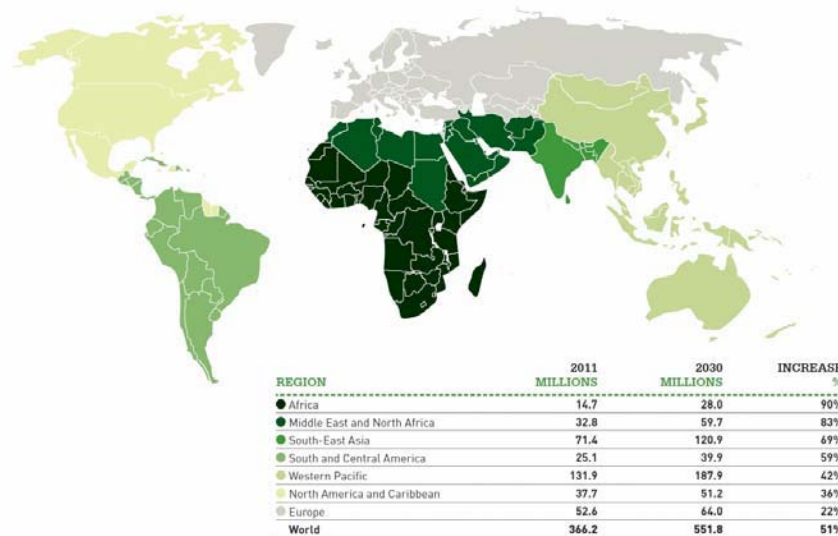 REGION 2011 MILLIONS 2030 MILLIONS INCREASE %
Africa 14.7 28.0 90%
Middle East and North Africa 32.8 59.7 83%
South-East Asia 71.4 120.9 69%
South and Central America 25.1 39.9 59%
Western Pacific 131.9 187.9 42%
North America and Caribbean 37.7 51.2 36%
Europe 52.6 64.0 22%
World 366.2 551.8 51%